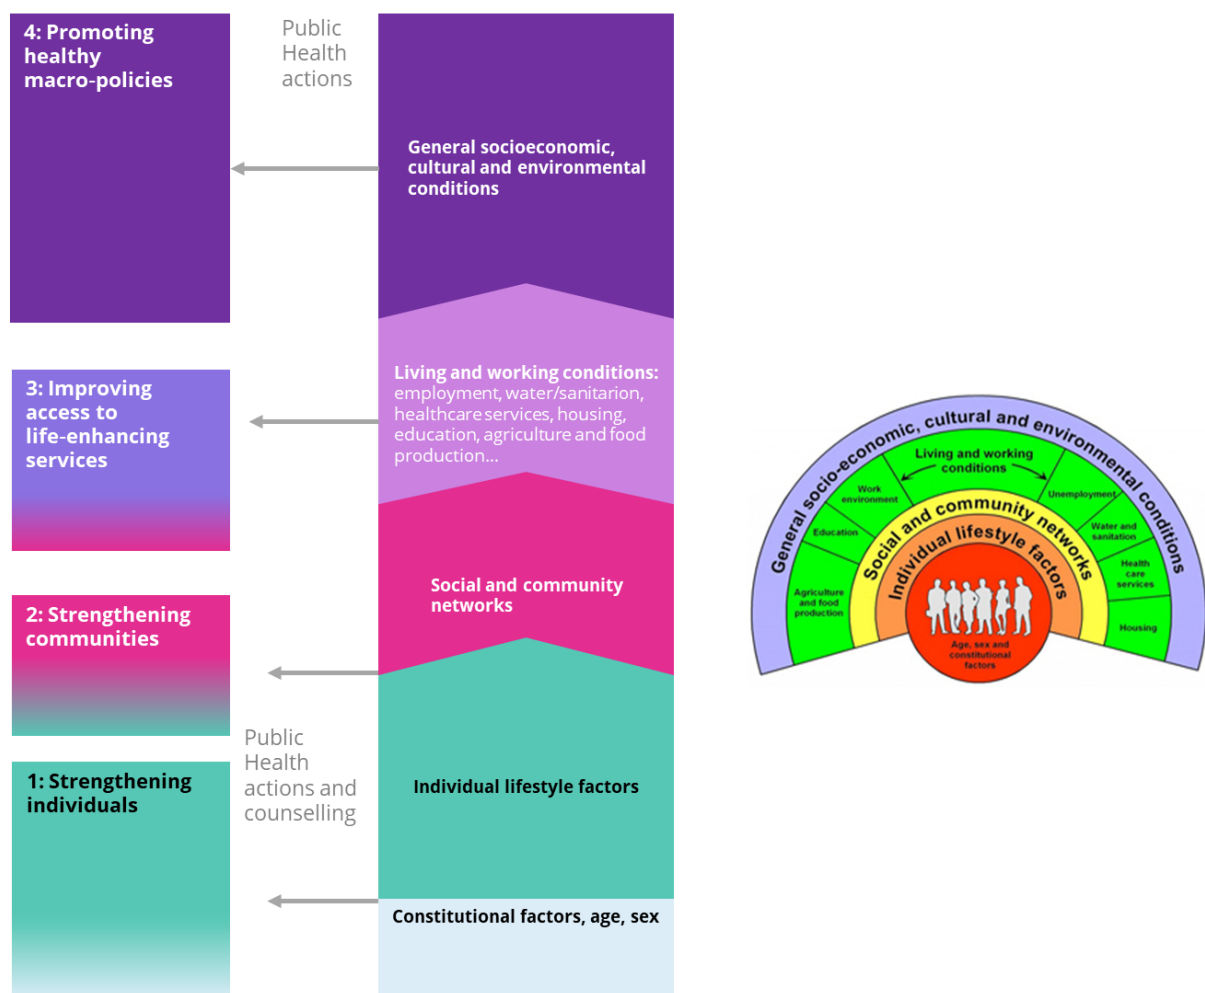 4: Promoting
healthy
macro-policies
Public
Health
actions
General socioeconomic,
cultural and environmental
conditions
3: Improving
access to
life-enhancing
services
Living and working conditions:
employment, water/sanitarion,
healthcare services, housing,
education, agriculture and food
production...
2: Strengthening
communities
Social and community
networks
Public
Health
actions and
counselling
1: Strengthening
individuals
Individual lifestyle factors
Constitutional factors, age, sex
General socio-economic, cultural and environmental conditions
Living and working
conditions
Work
environment
Unemployment
Education
Water and
sanitation
Social and community networks
Individual lifestyle factors
Health
care
services
Agriculture
and food
production
Housing
Age, sex and
constitutional
factors